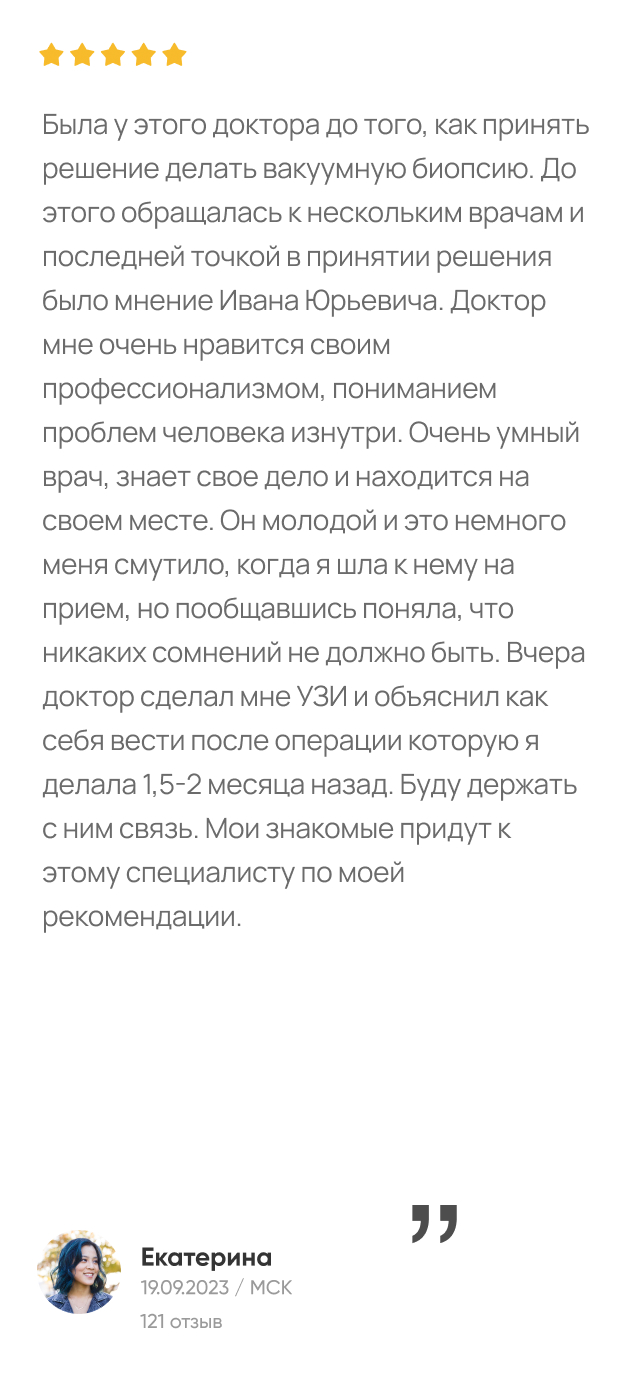 Была у этого доктора до того, как принять
решение делать вакуумную биопсию. До
этого обращалась к нескольким врачам и
последней точкой в принятии решения
было мнение Ивана Юрьевича. Доктор
мне очень нравится своим
профессионализмом, пониманием
проблем человека изнутри. Очень умный
врач, знает свое дело и находится на
своем месте. Он молодой и это немного
меня смутило, когда я шла к нему на
прием, но пообщавшись поняла, что
никаких сомнений не должно быть. Вчера
доктор сделал мне УЗИ и объяснил как
себя вести после операции которую я
делала 1,5-2 месяца назад. Буду держать
с ним связь. Мои знакомые придут к
этому специалисту по моей
рекомендации.
”
Екатерина
19.09.2023 / МСК
121 отзыв